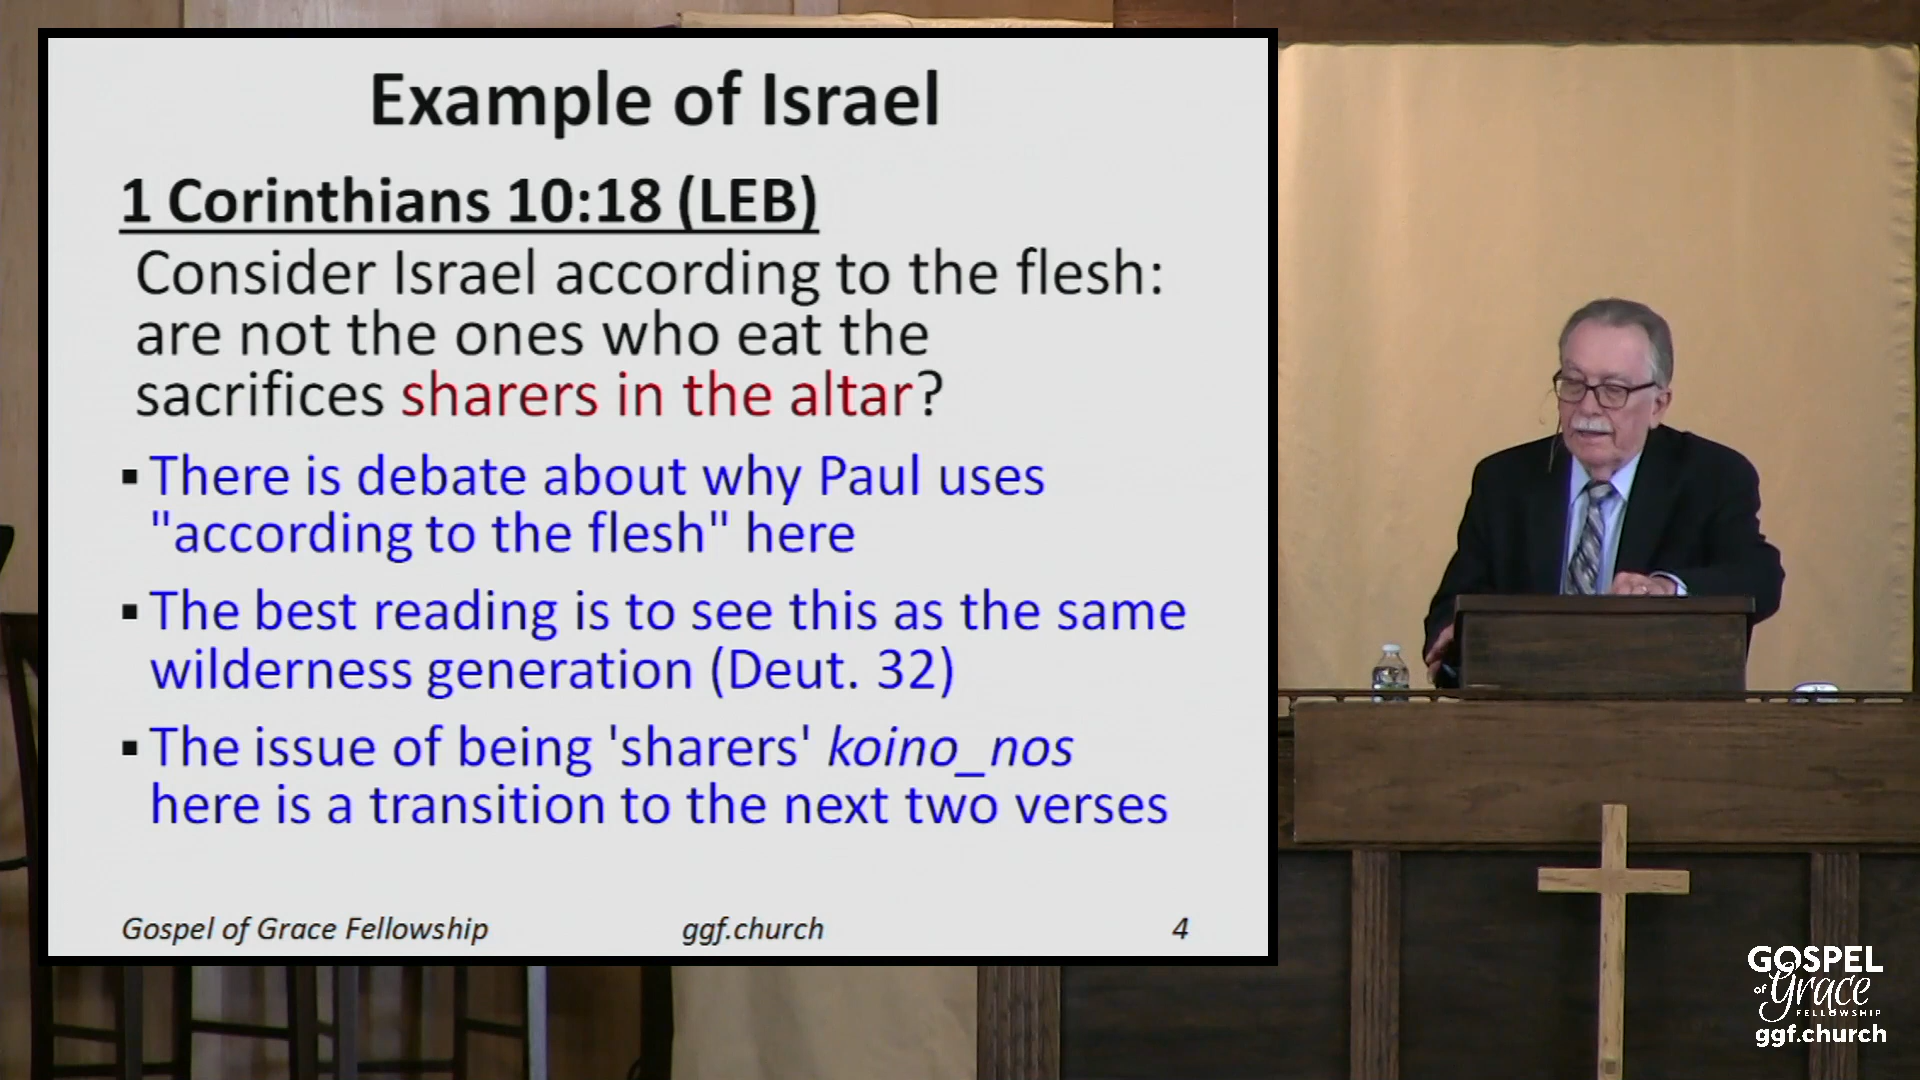 Example of Israel
1 Corinthians 10:18 (LEB)
Consider Israel according to the flesh:
are not the ones who eat the
sacrifices sharers in the altar?
▪ There is debate about why Paul uses
"according to the flesh" here
▪ The best reading is to see this as the same
wilderness generation (Deut. 32)
▪ The issue of being 'sharers' koino_nos
here is a transition to the next two verses
Gospel of Grace Fellowship ggf.church 4
GOSPEL
of Grace
FELLOWSHIP
ggf.church